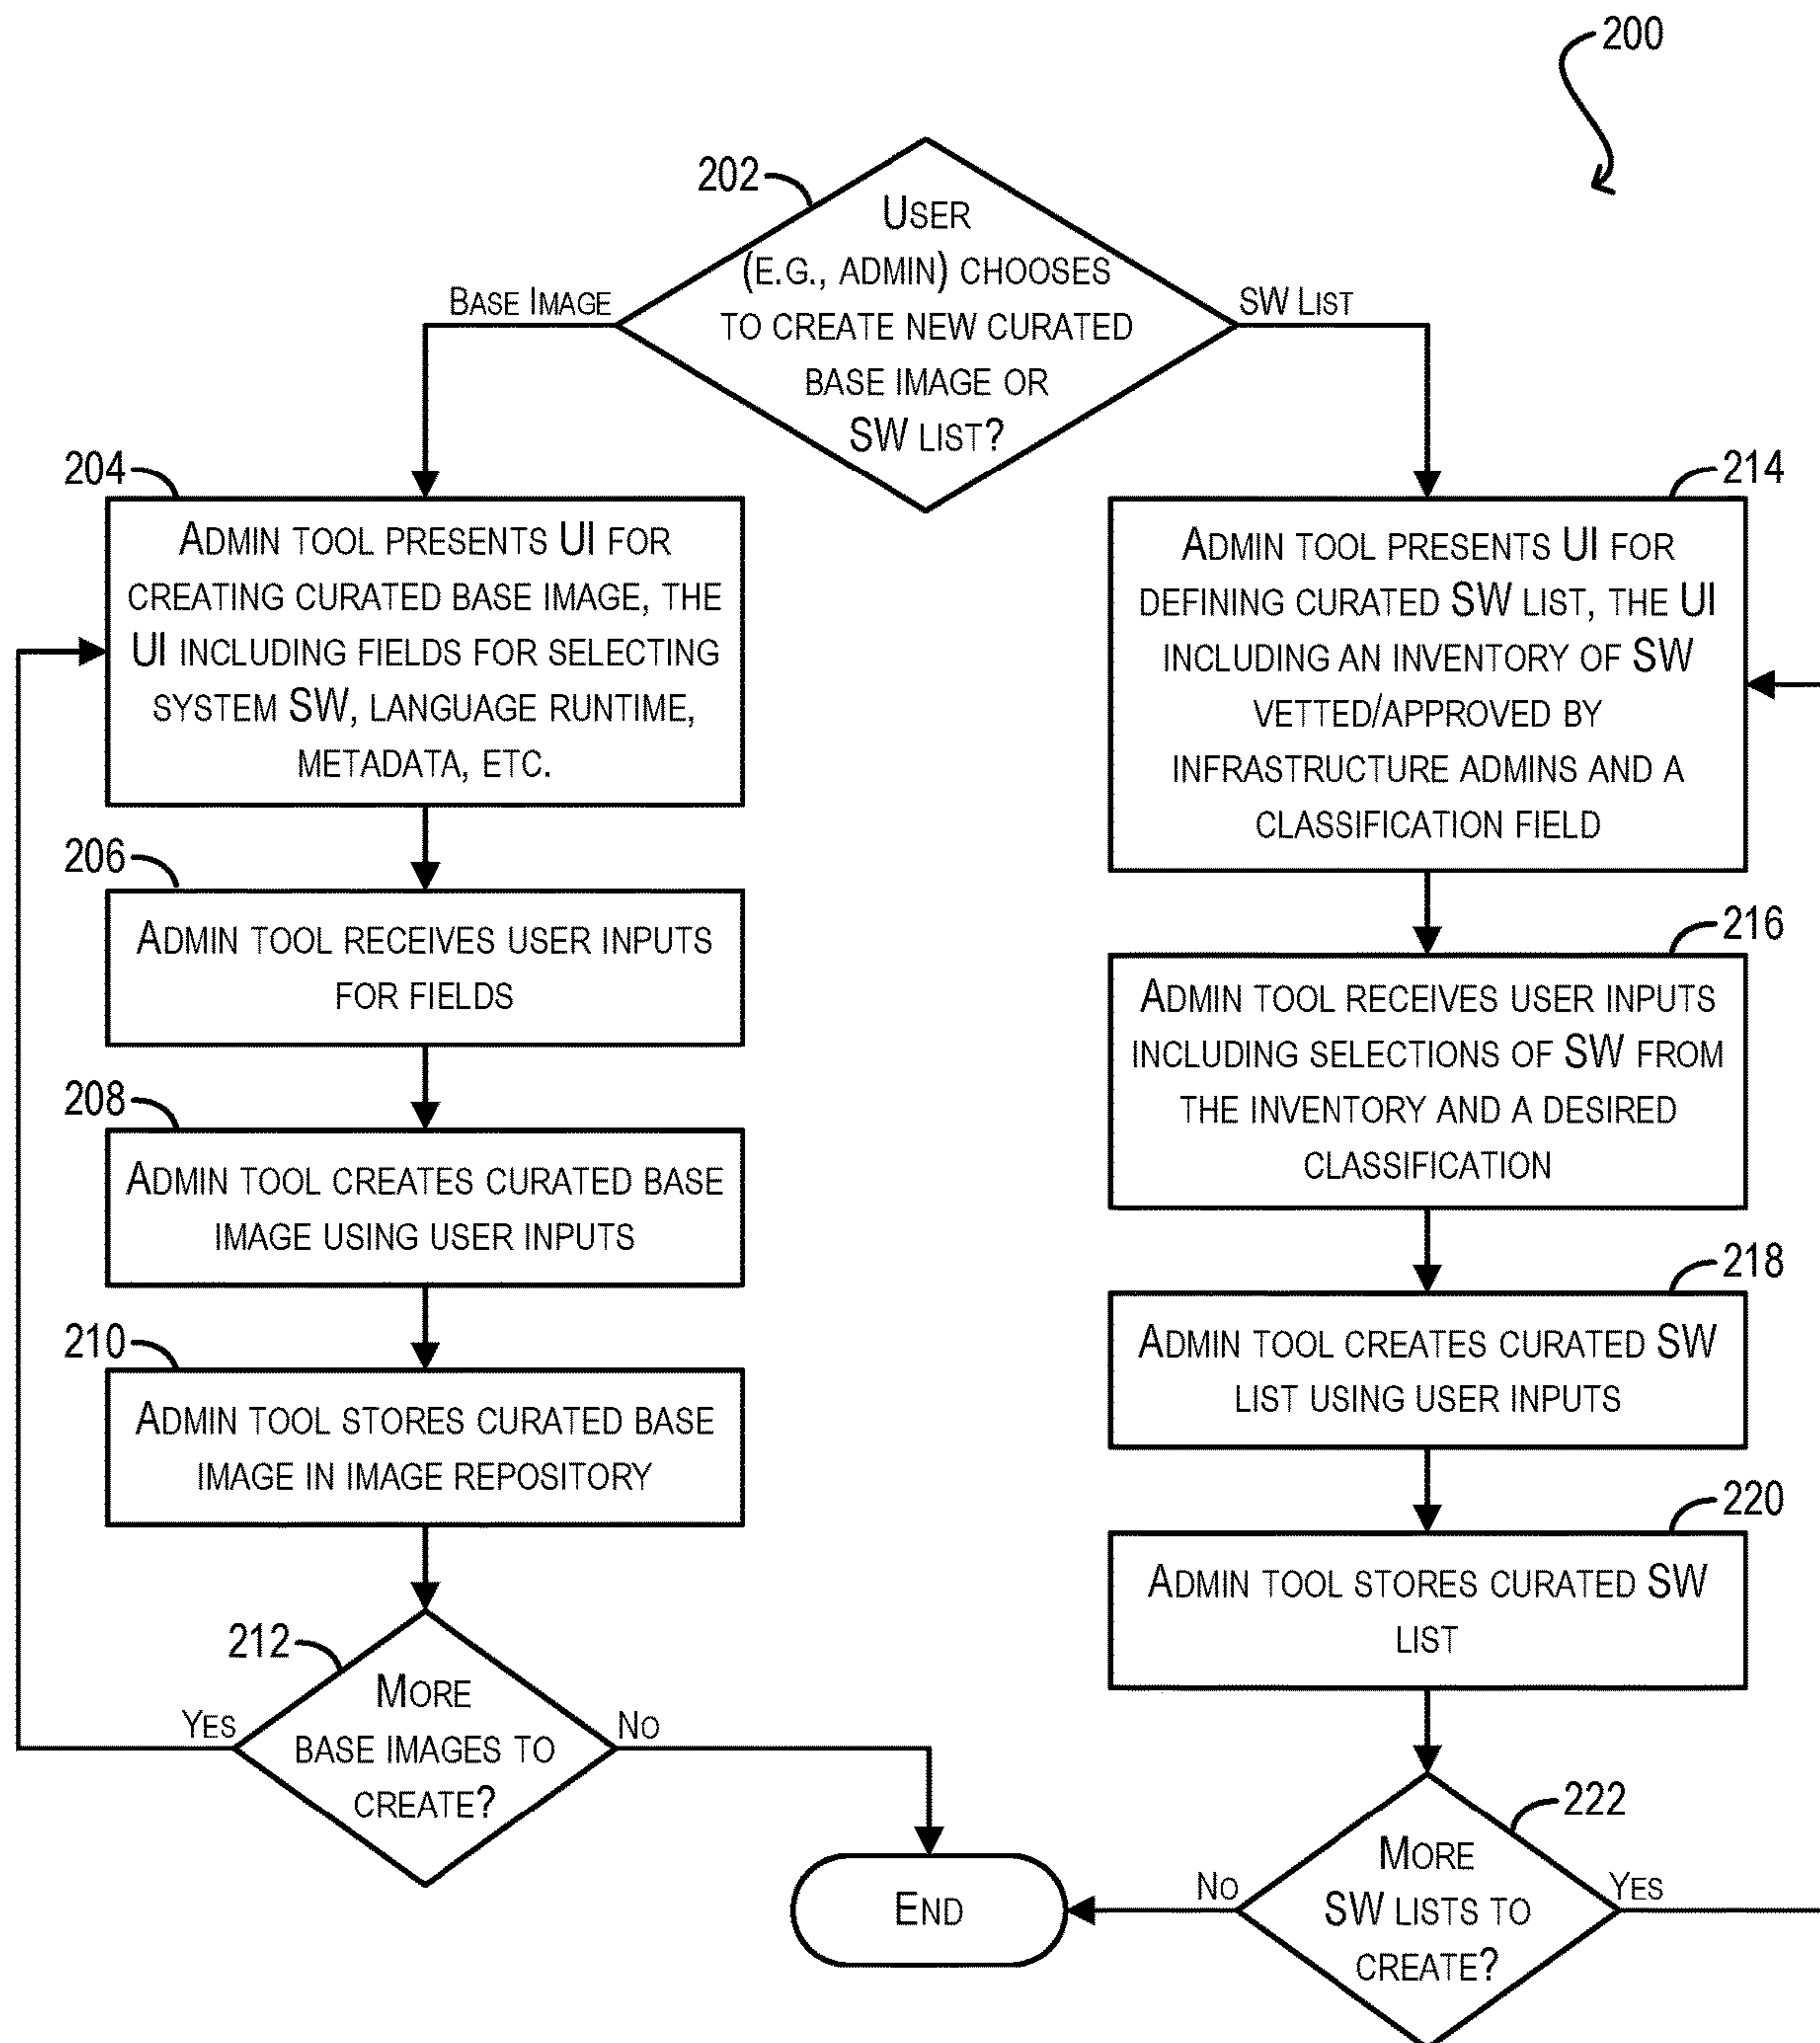 200
202
User
(e.g., admin) chooses
to create new curated
base image or
SW list?
Base Image
SW List
204
Admin tool presents UI for
creating curated base image, the
UI including fields for selecting
system SW, language runtime,
metadata, etc.
206
Admin tool receives user inputs
for fields
208
Admin tool creates curated base
image using user inputs
210
Admin tool stores curated base
image in image repository
212
More
base images to
create?
Yes
No
214
Admin tool presents UI for
defining curated SW list, the UI
including an inventory of SW
vetted/approved by
infrastructure admins and a
classification field
216
Admin tool receives user inputs
including selections of SW from
the inventory and a desired
classification
218
Admin tool creates curated SW
list using user inputs
220
Admin tool stores curated SW
list
222
More
SW lists to
create?
No
Yes
End